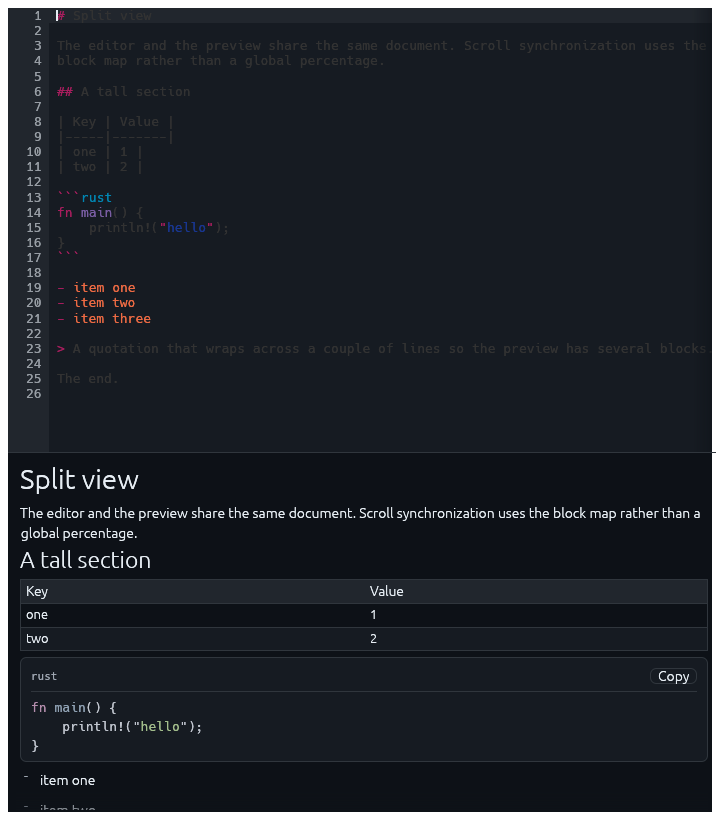 1 # Split view
2
3 The editor and the preview share the same document. Scroll synchronization uses the
4 block map rather than a global percentage.
5
6 ## A tall section
7
8 | Key | Value |
9 |-----|-------|
10 | one | 1 |
11 | two | 2 |
12
13 ```rust
14 fn main() {
15     println!("hello");
16 }
17 ```
18
19 - item one
20 - item two
21 - item three
22
23 > A quotation that wraps across a couple of lines so the preview has several blocks.
24
25 The end.
26
Split view
The editor and the preview share the same document. Scroll synchronization uses the block map rather than a
global percentage.
A tall section
Key Value
one 1
two 2
rust Copy
fn main() {
    println!("hello");
}
- item one
- item two